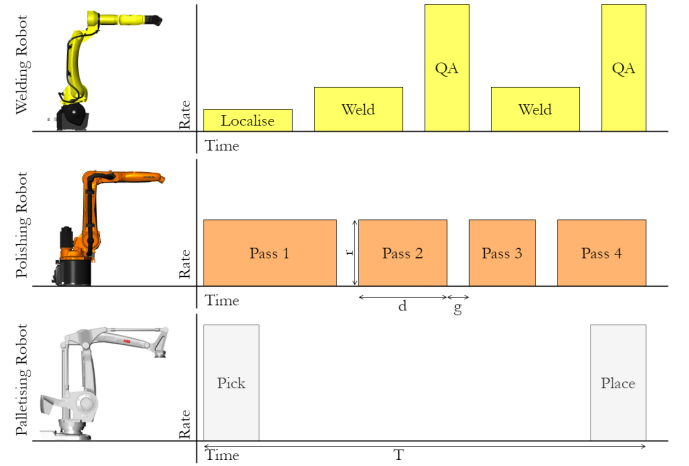 Welding Robot
Rate
Localise
Weld
QA
Weld
QA
Time
Polishing Robot
Rate
Pass 1
r
Pass 2
Pass 3
Pass 4
Time
d
g
Palletising Robot
ABB
Rate
Pick
Place
Time
T